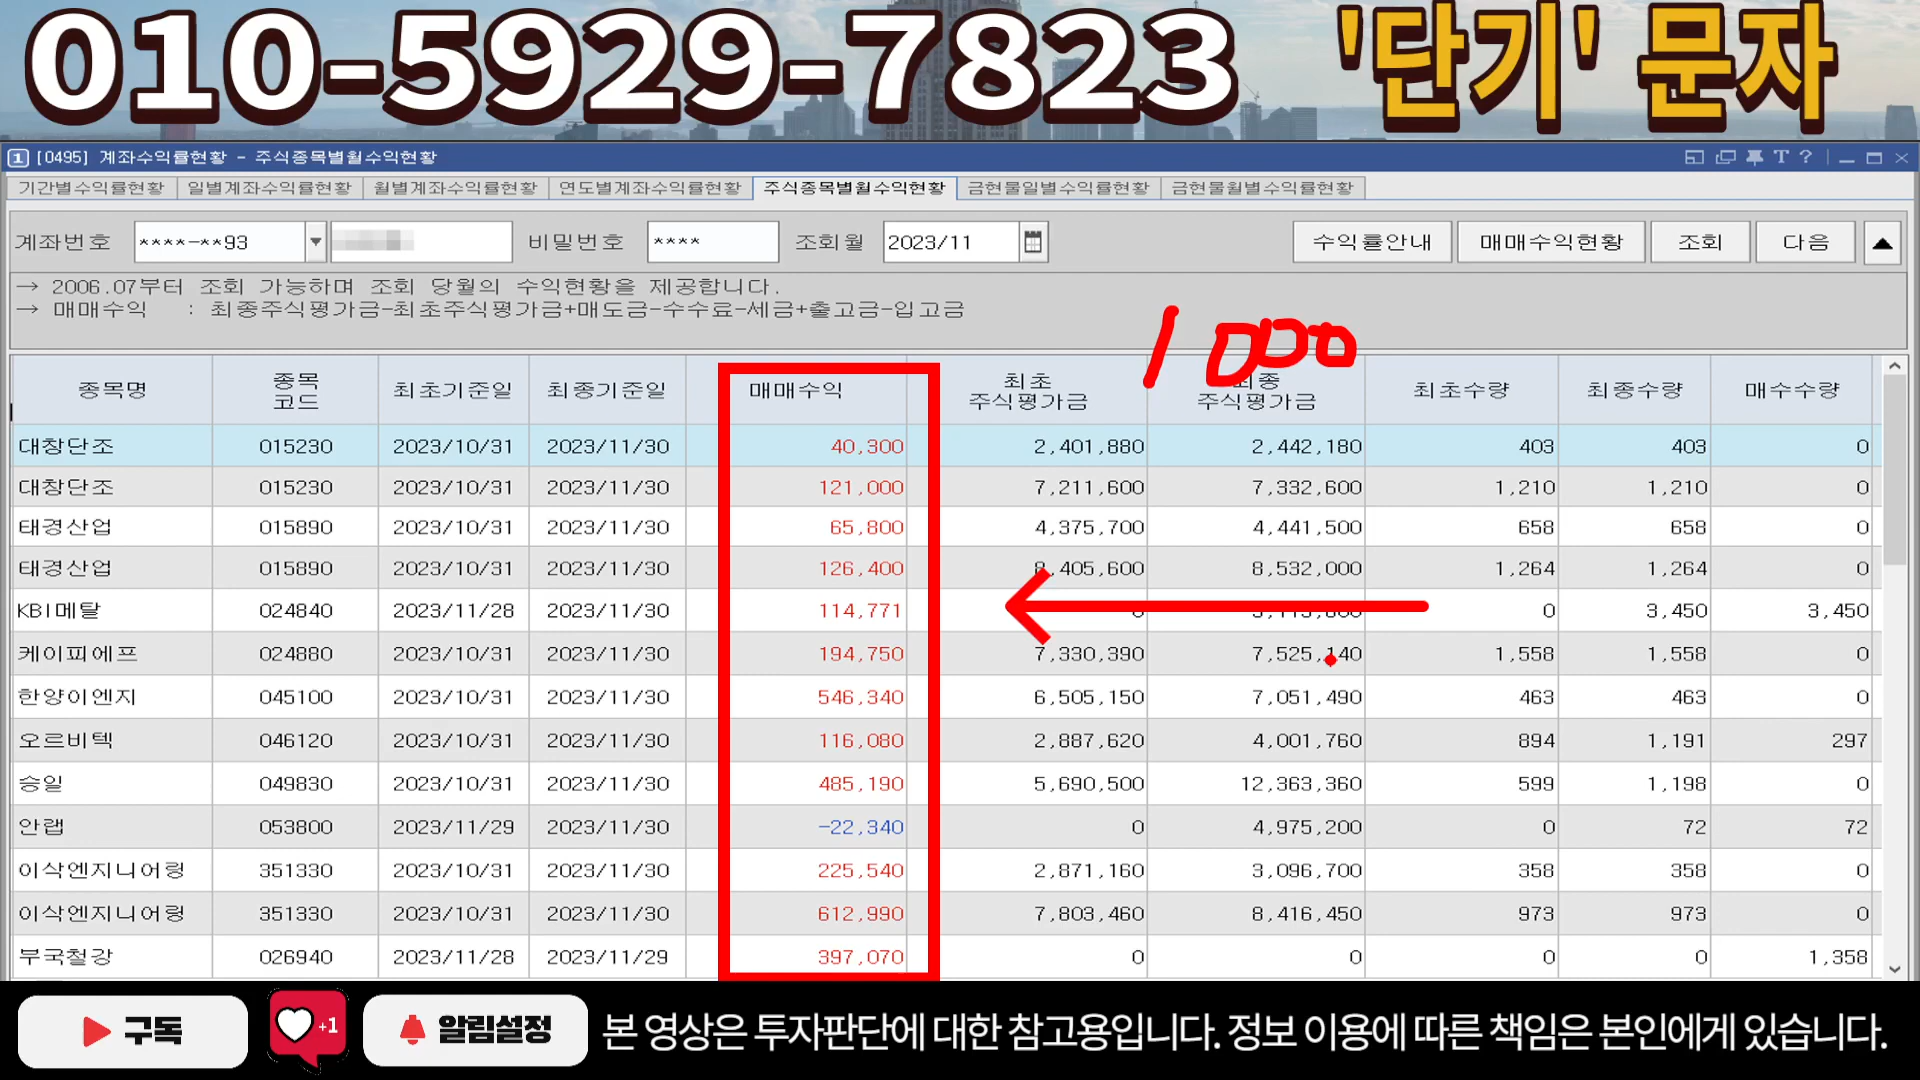 010-5929-7823 '단기' 문자
1 [0495] 계좌수익률현황 - 주식종목별월수익현황
기간별수익률현황 일별계좌수익률현황 월별계좌수익률현황 연도별계좌수익률현황 주식종목별월수익현황 금현물일별수익률현황 금현물월별수익률현황
계좌번호 ****-**93 비밀번호 **** 조회월 2023/11 수익률안내 매매수익현황 조회 다음
→ 2006.07부터 조회 가능하며 조회 당월의 수익현황을 제공합니다.
→ 매매수익 : 최종주식평가금-최초주식평가금+매도금-수수료-세금+출고금-입고금
1000
종목명 종목코드 최초기준일 최종기준일 매매수익 최초주식평가금 최종주식평가금 최초수량 최종수량 매수수량
대창단조 015230 2023/10/31 2023/11/30 40,300 2,401,880 2,442,180 403 403 0
대창단조 015230 2023/10/31 2023/11/30 121,000 7,211,600 7,332,600 1,210 1,210 0
태경산업 015890 2023/10/31 2023/11/30 65,800 4,375,700 4,441,500 658 658 0
태경산업 015890 2023/10/31 2023/11/30 126,400 8,405,600 8,532,000 1,264 1,264 0
KBI메탈 024840 2023/11/28 2023/11/30 114,771 0 0 3,450 3,450
케이피에프 024880 2023/10/31 2023/11/30 194,750 7,330,390 7,525,140 1,558 1,558 0
한양이엔지 045100 2023/10/31 2023/11/30 546,340 6,505,150 7,051,490 463 463 0
오르비텍 046120 2023/10/31 2023/11/30 116,080 2,887,620 4,001,760 894 1,191 297
승일 049830 2023/10/31 2023/11/30 485,190 5,690,500 12,363,360 599 1,198 0
안랩 053800 2023/11/29 2023/11/30 -22,340 0 4,975,200 0 72 72
이삭엔지니어링 351330 2023/10/31 2023/11/30 225,540 2,871,160 3,096,700 358 358 0
이삭엔지니어링 351330 2023/10/31 2023/11/30 612,990 7,803,460 8,416,450 973 973 0
부국철강 026940 2023/11/28 2023/11/29 397,070 0 0 0 0 1,358
구독 +1 알림설정 본 영상은 투자판단에 대한 참고용입니다. 정보 이용에 따른 책임은 본인에게 있습니다.